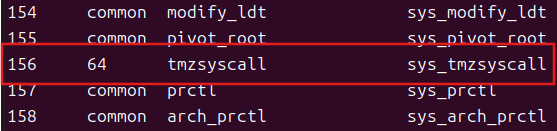 154 common modify_ldt sys_modify_ldt
155 common pivot_root sys_pivot_root
156 64 tmzsyscall sys_tmzsyscall
157 common prctl sys_prctl
158 common arch_prctl sys_arch_prctl